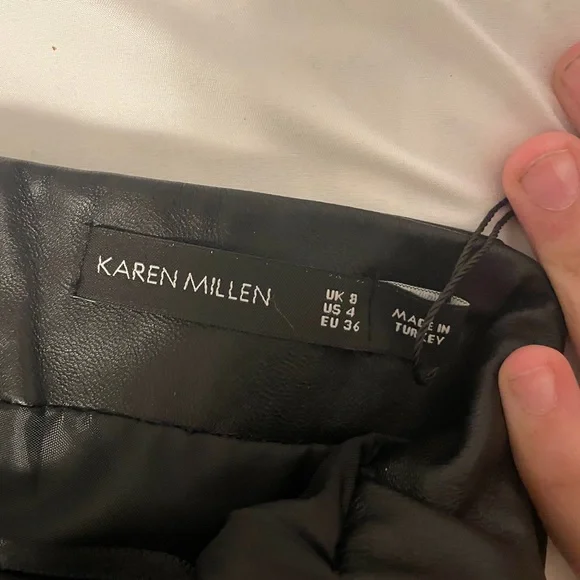 KAREN MILLEN
UK 8
US 4
EU 36
MADE IN
TURKEY